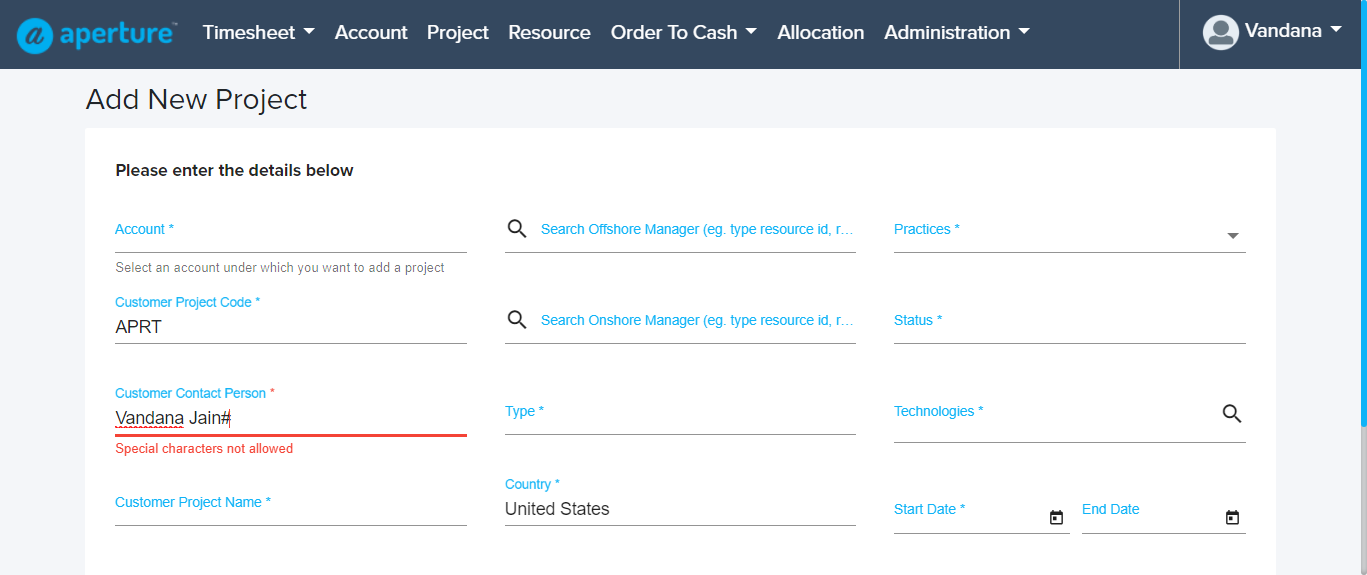 @ aperture™ Timesheet Account Project Resource Order To Cash Allocation Administration Vandana
Add New Project
Please enter the details below
Account * Search Offshore Manager (eg. type resource id, r... Practices *
Select an account under which you want to add a project
Customer Project Code *
APRT Search Onshore Manager (eg. type resource id, r... Status *
Customer Contact Person *
Vandana Jain# Type * Technologies *
Special characters not allowed
Customer Project Name * Country *
United States Start Date * End Date